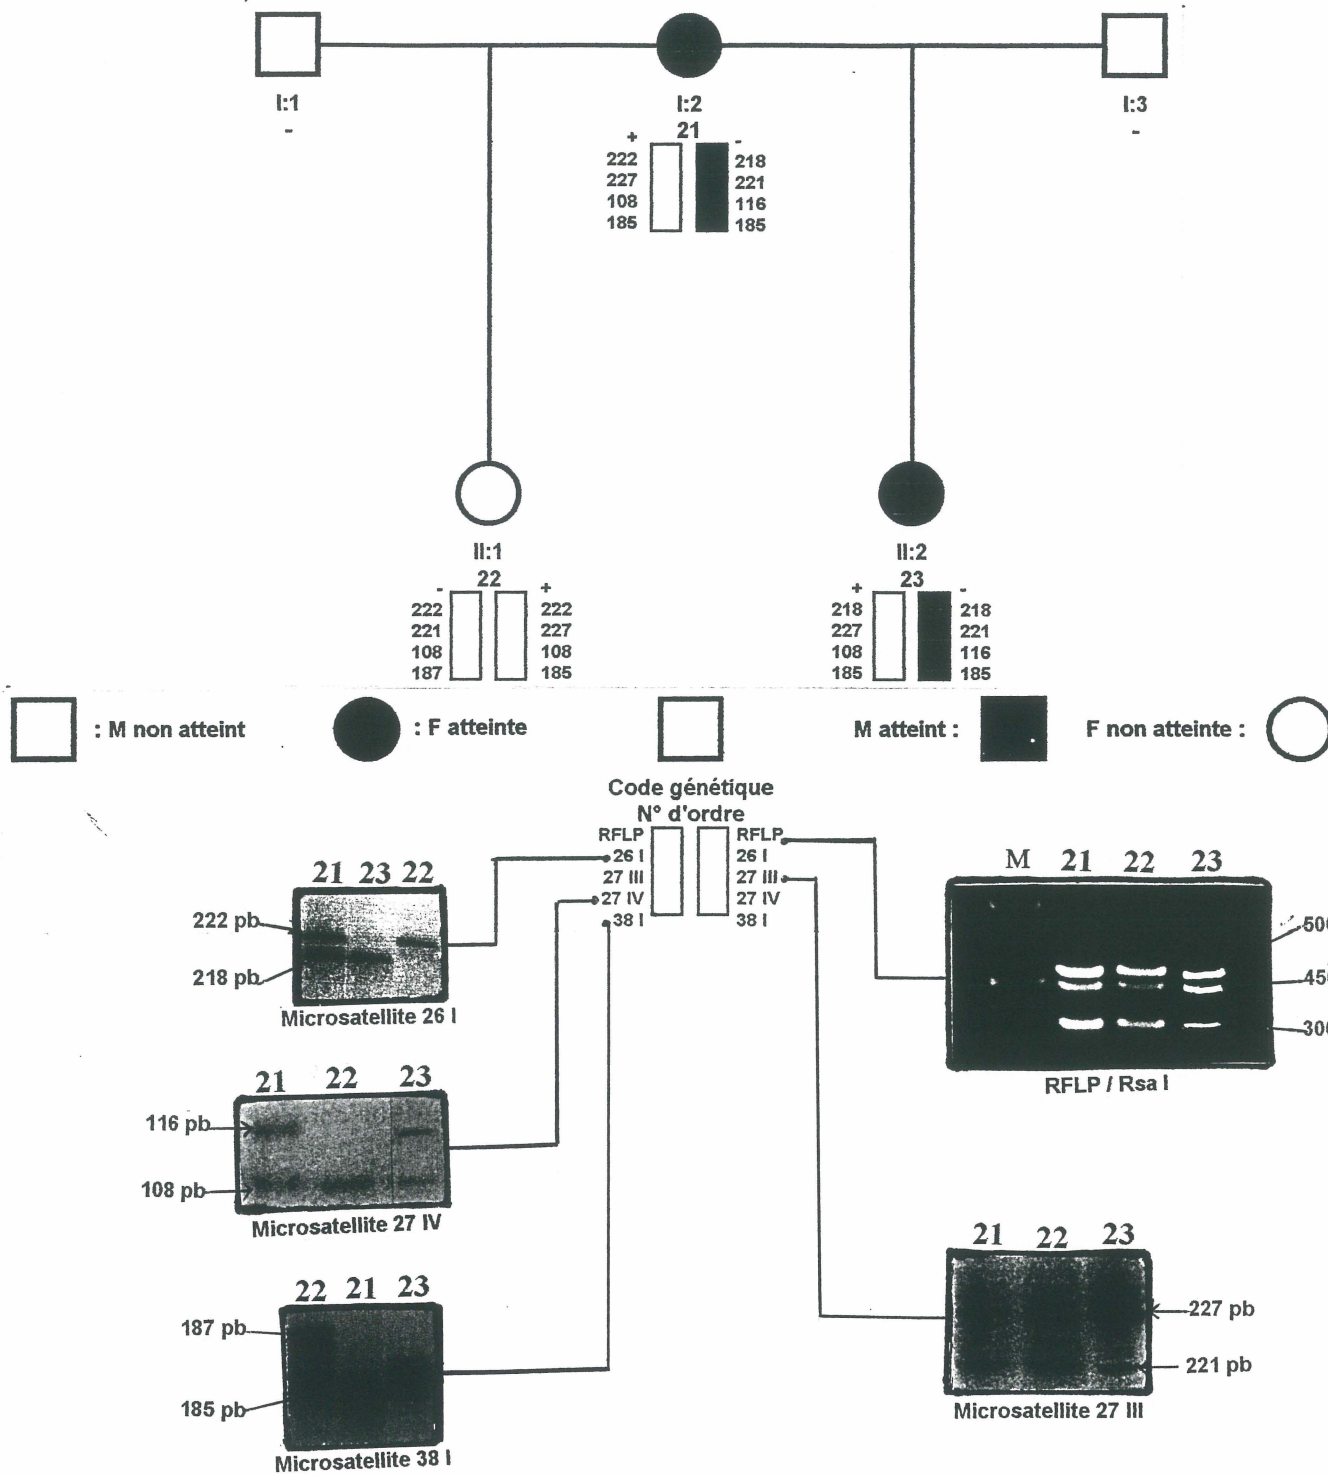 I:1
-
I:2
21
+ -
222 218
227 221
108 116
185 185
I:3
-
II:1
22
- +
222 222
221 227
108 108
187 185
II:2
23
+ -
218 218
227 221
108 116
185 185
: M non atteint
: F atteinte
M atteint :
F non atteinte :
Code génétique
N° d'ordre
RFLP RFLP
26 I 26 I
27 III 27 III
27 IV 27 IV
38 I 38 I
21 23 22
222 pb
218 pb
Microsatellite 26 I
M 21 22 23
500
45
300
RFLP / Rsa I
21 22 23
116 pb
108 pb
Microsatellite 27 IV
21 22 23
227 pb
221 pb
Microsatellite 27 III
22 21 23
187 pb
185 pb
Microsatellite 38 I